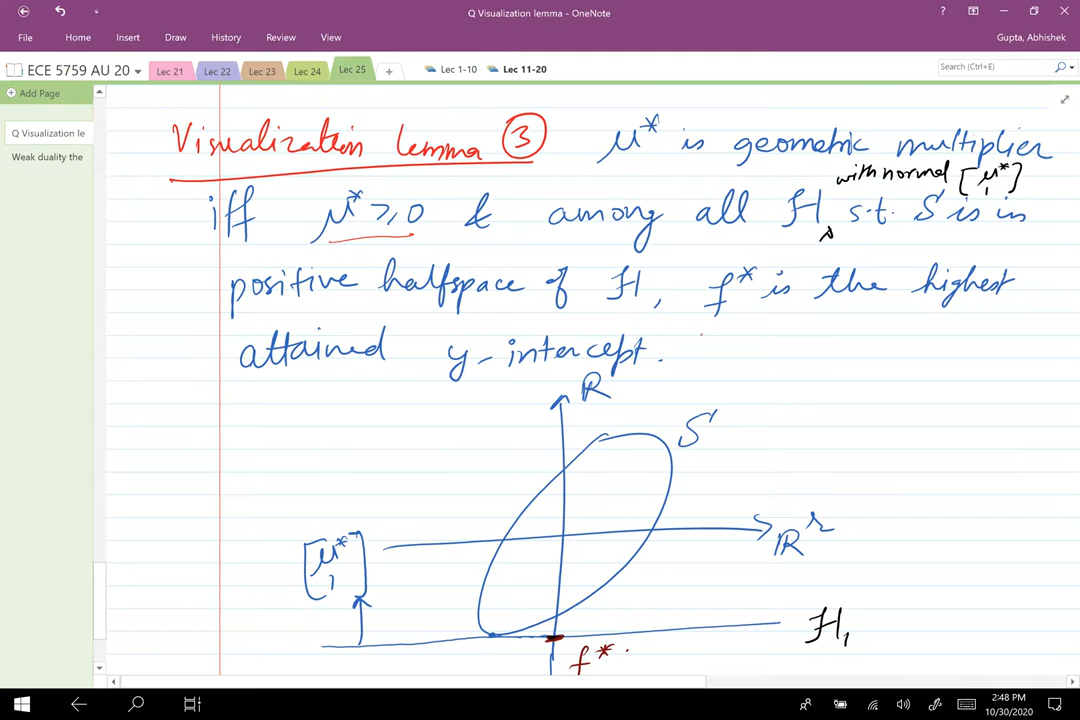 Q Visualization lemma - OneNote
?
Gupta, Abhishek
File Home Insert Draw History Review View
ECE 5759 AU 20
Lec 21 Lec 22 Lec 23 Lec 24 Lec 25
Lec 1-10
Lec 11-20
Search (Ctrl+E)
Add Page
Q Visualization le
Weak duality the
Visualization lemma ③ μ* is geometric multiplier
with normal [μ* 1]
iff μ* ≥ 0 & among all H s.t. S is in
positive halfspace of H, f* is the highest
attained y-intercept.
ℝ
S
ℝʳ
[μ* 1]
H₁
f*
2:48 PM
10/30/2020